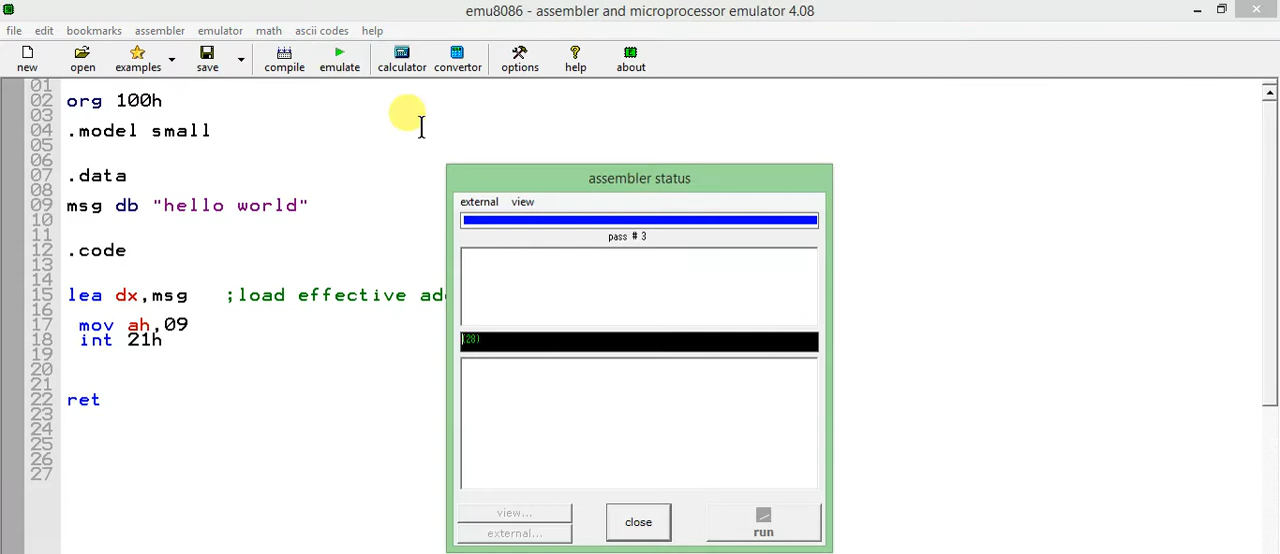 emu8086 - assembler and microprocessor emulator 4.08
file edit bookmarks assembler emulator math ascii codes help
new open examples save compile emulate calculator convertor options help about
01
02 org 100h
03
04 .model small
05
06
07 .data
08
09 msg db "hello world"
10
11
12 .code
13
14
15 lea dx,msg ;load effective add
16
17 mov ah,09
18 int 21h
19
20
21
22 ret
23
24
25
26
27
assembler status
external view
pass # 3
(28)
view...
external...
close
run